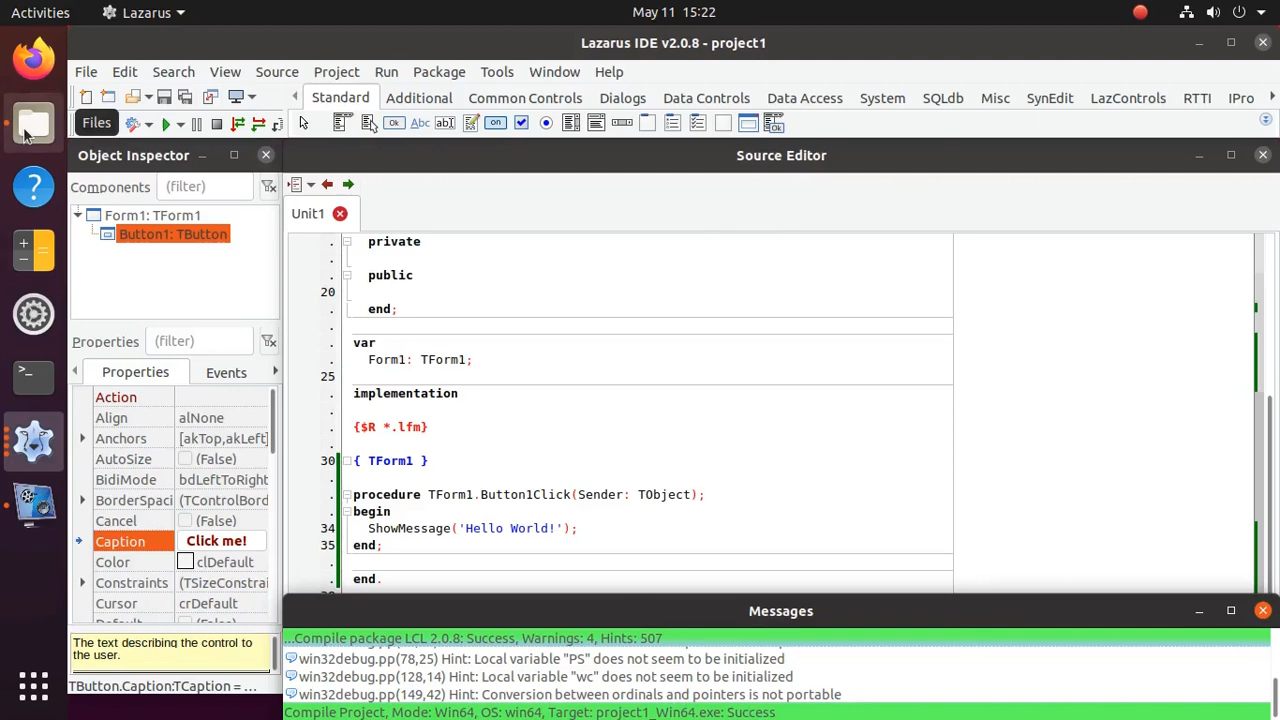 Activities
Lazarus
May 11 15:22
Lazarus IDE v2.0.8 - project1
File Edit Search View Source Project Run Package Tools Window Help
Standard Additional Common Controls Dialogs Data Controls Data Access System SQLdb Misc SynEdit LazControls RTTI IPro
Files
Ok Abc abI on Ok
Object Inspector
Source Editor
Components (filter)
Form1: TForm1
Button1: TButton
Properties (filter)
Properties Events
Action
Align alNone
Anchors [akTop,akLeft]
AutoSize (False)
BidiMode bdLeftToRight
BorderSpaci (TControlBord
Cancel (False)
Caption Click me!
Color clDefault
Constraints (TSizeConstrai
Cursor crDefault
The text describing the control to
the user.
TButton.Caption:TCaption = ...
Unit1
private
public
20
end;
var
Form1: TForm1;
25
implementation
{$R *.lfm}
30 { TForm1 }
procedure TForm1.Button1Click(Sender: TObject);
begin
34 ShowMessage('Hello World!');
35 end;
end.
Messages
...Compile package LCL 2.0.8: Success, Warnings: 4, Hints: 507
win32debug.pp(78,25) Hint: Local variable "PS" does not seem to be initialized
win32debug.pp(128,14) Hint: Local variable "wc" does not seem to be initialized
win32debug.pp(149,42) Hint: Conversion between ordinals and pointers is not portable
Compile Project, Mode: Win64, OS: win64, Target: project1_Win64.exe: Success